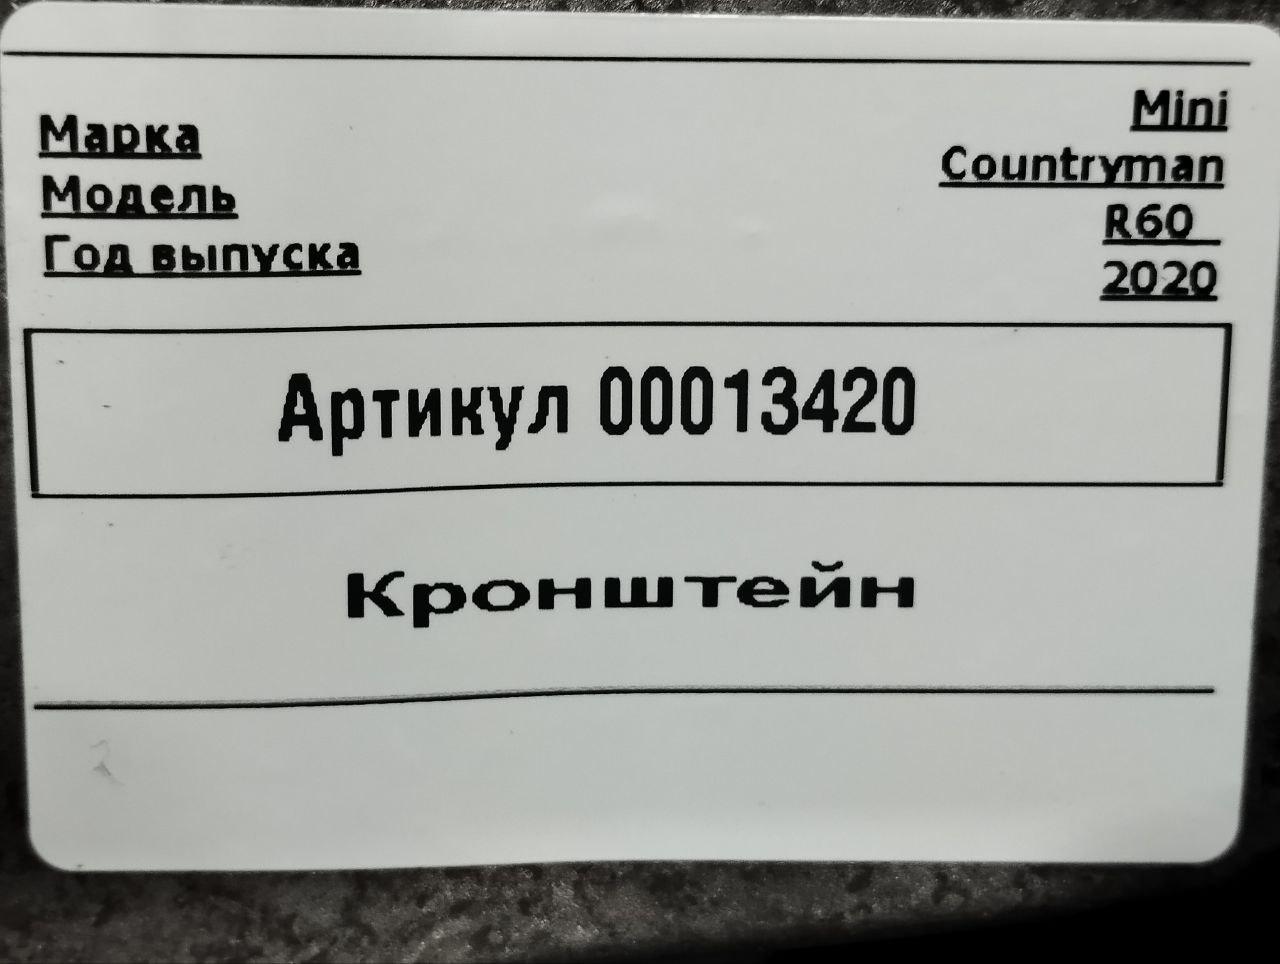 Марка Mini
Модель Countryman
R60
Год выпуска 2020
Артикул 00013420
Кронштейн